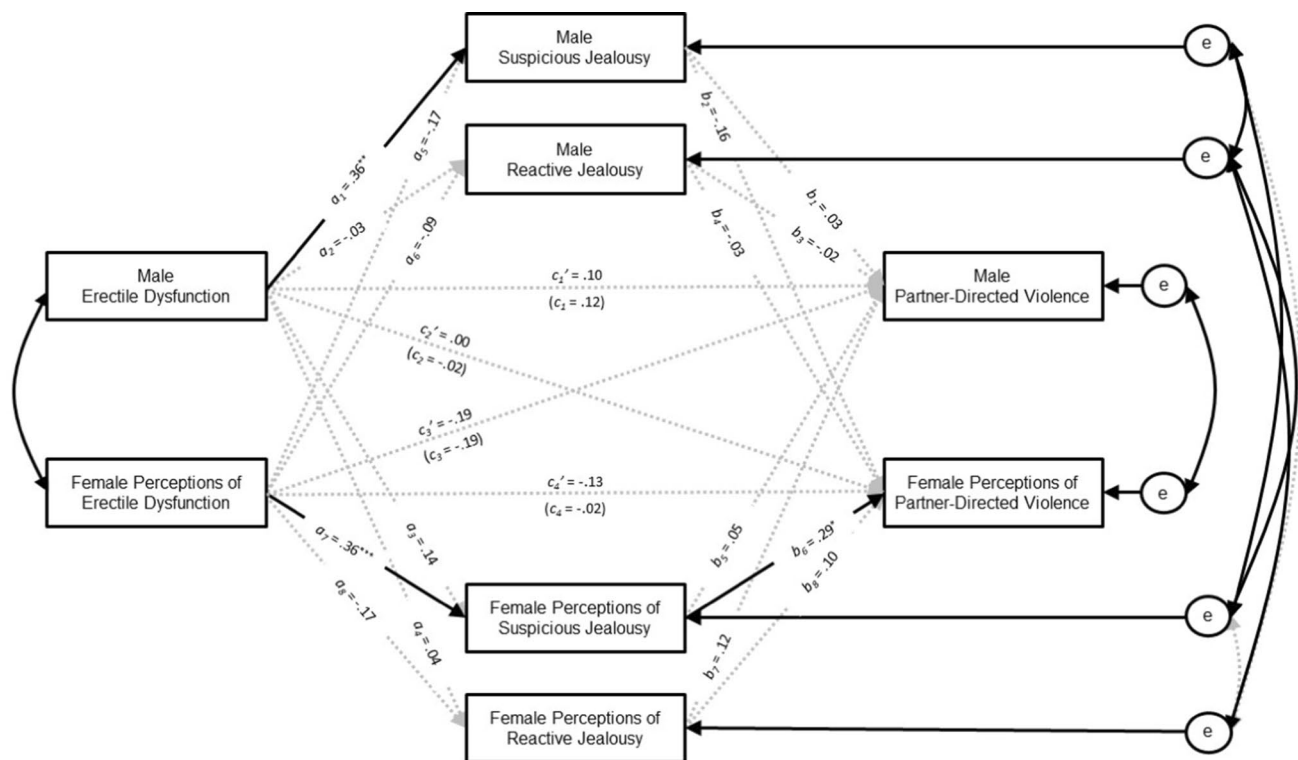 Male
Suspicious Jealousy
e
a₅ = -.17
b₂ = -.16
Male
Reactive Jealousy
e
a₁ = .36**
a₂ = -.03
a₆ = -.09
b₄ = -.03
b₁ = .03
b₃ = -.02
Male
Erectile Dysfunction
c₁′ = .10
(c₁ = .12)
Male
Partner-Directed Violence
e
c₂′ = .00
(c₂ = -.02)
c₃′ = -.19
(c₃ = -.19)
Female Perceptions of
Erectile Dysfunction
c₄′ = -.13
(c₄ = -.02)
Female Perceptions of
Partner-Directed Violence
e
a₇ = .36***
a₃ = .14
b₅ = .05
b₆ = .29*
b₈ = .10
a₈ = -.17
a₄ = .04
Female Perceptions of
Suspicious Jealousy
e
b₇ = .12
Female Perceptions of
Reactive Jealousy
e